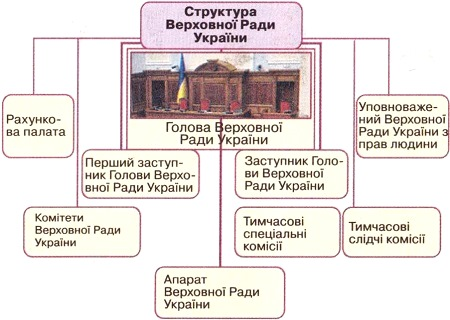 Структура
Верховної Ради
України
Голова Верховної
Ради України
Рахунко-
ва палата
Уповноваже-
ний Верховної
Ради України з
прав людини
Перший заступ-
ник Голови Верхо-
вної Ради України
Заступник Голо-
ви Верховної
Ради України
Комітети
Верховної Ради
України
Тимчасові
спеціальні
комісії
Тимчасові
слідчі комісії
Апарат
Верховної Ради
України